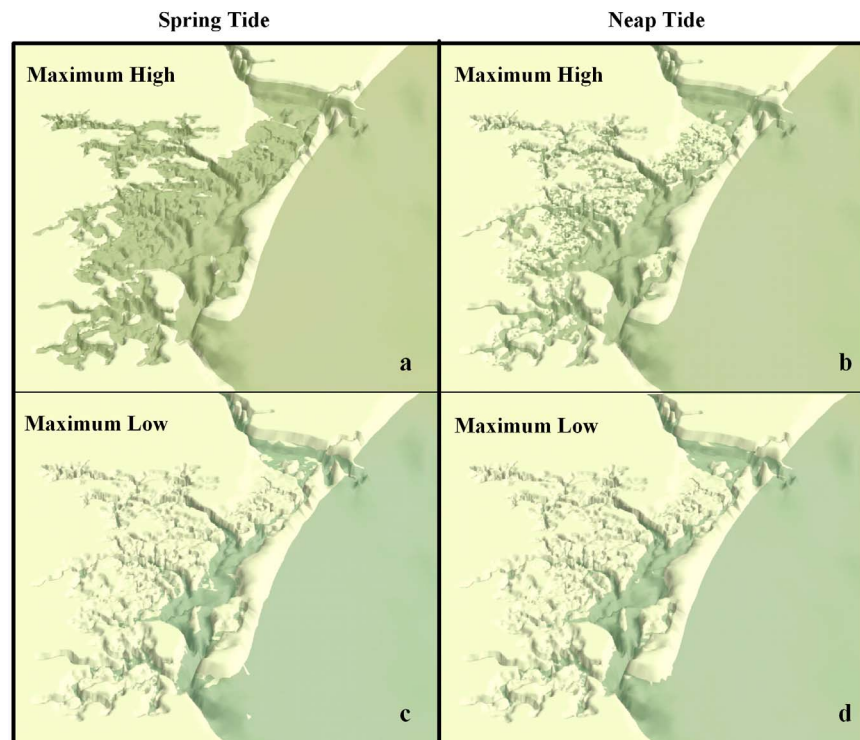 Spring Tide
Neap Tide
Maximum High
Maximum High
a
b
Maximum Low
Maximum Low
c
d